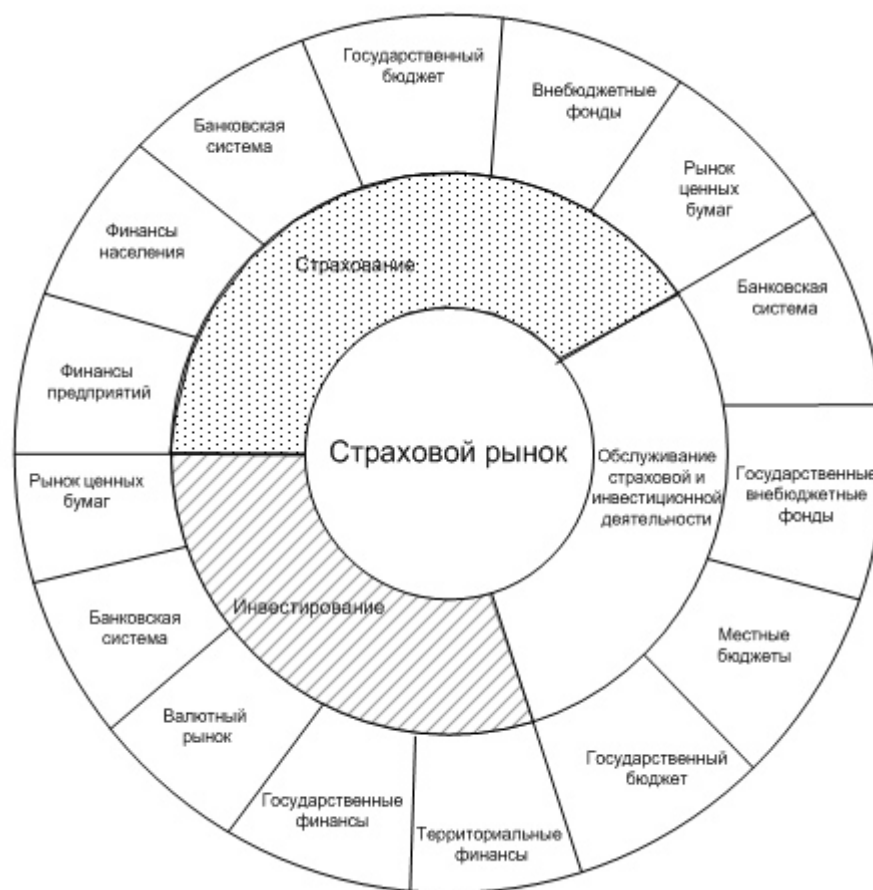 Государственный
бюджет
Внебюджетные
фонды
Банковская
система
Рынок
ценных
бумаг
Финансы
населения
Страхование
Банковская
система
Финансы
предприятий
Страховой рынок
Обслуживание
страховой и
инвестиционной
деятельности
Рынок ценных
бумаг
Государственные
внебюджетные
фонды
Инвестирование
Банковская
система
Местные
бюджеты
Валютный
рынок
Государственный
бюджет
Государственные
финансы
Территориальные
финансы